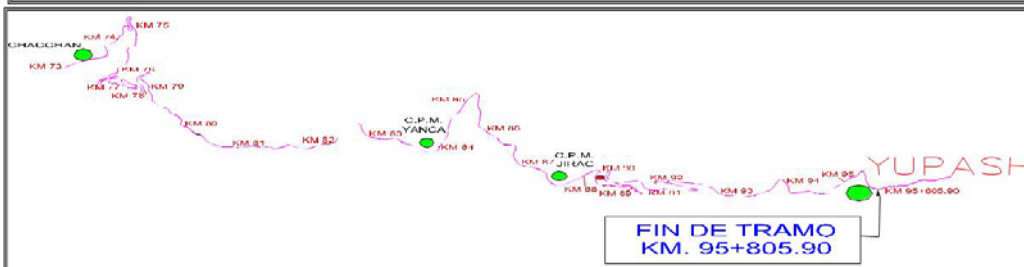 KM 75
KM 74
CHACCHAN
KM 73
KM 76
KM 77
KM 78
KM 79
KM 80
KM 81
KM 82
KM 83
C.P.M.
YANCA
KM 84
KM 85
KM 86
KM 87
C.P.M.
JIRAC
KM 88
KM 89
KM 90
KM 91
KM 92
KM 93
KM 94
KM 95
YUPASH
KM 95+805.90
FIN DE TRAMO
KM. 95+805.90